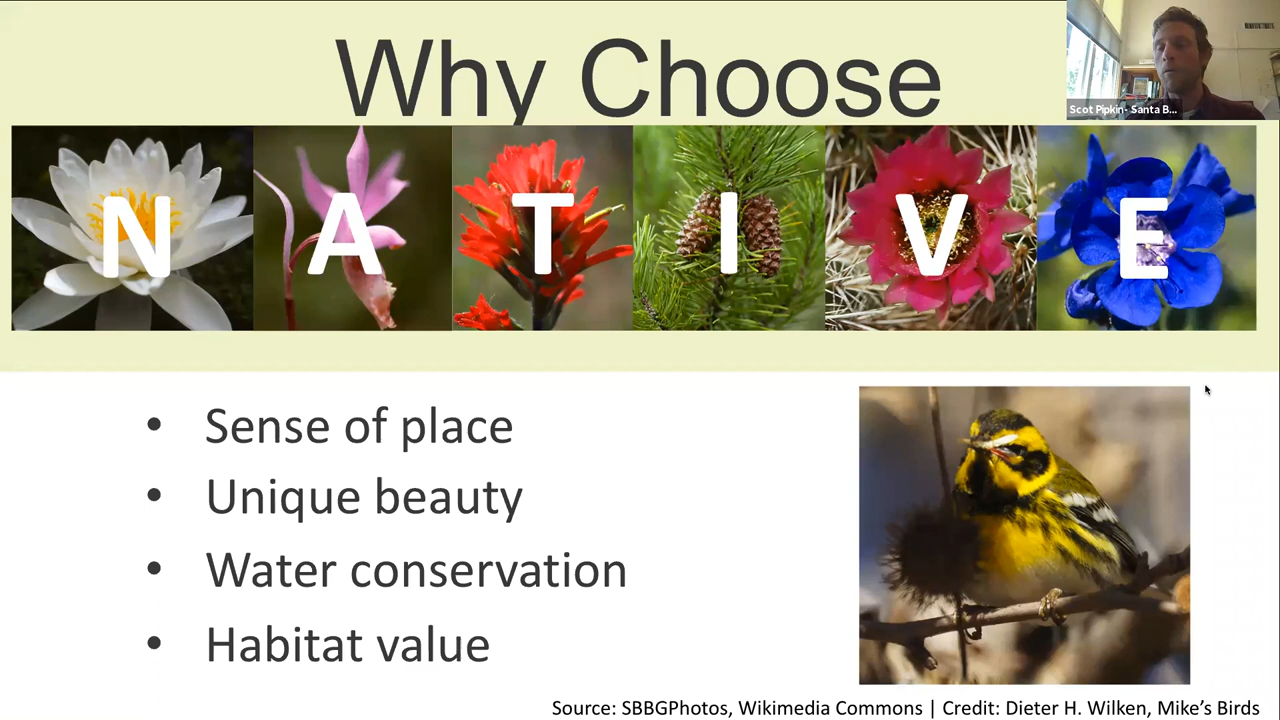 Why Choose
Scot Pipkin- Santa B...
NATIVE
• Sense of place
• Unique beauty
• Water conservation
• Habitat value
Source: SBBGPhotos, Wikimedia Commons | Credit: Dieter H. Wilken, Mike’s Birds